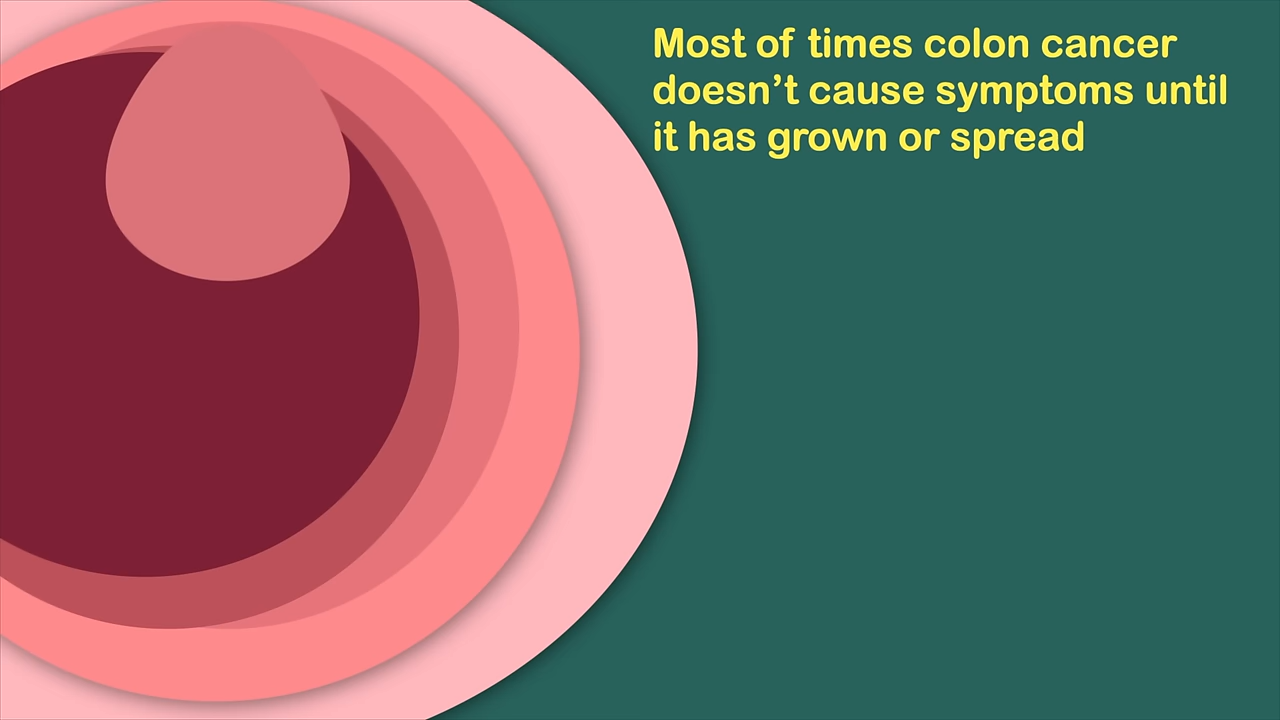 Most of times colon cancer
doesn’t cause symptoms until
it has grown or spread